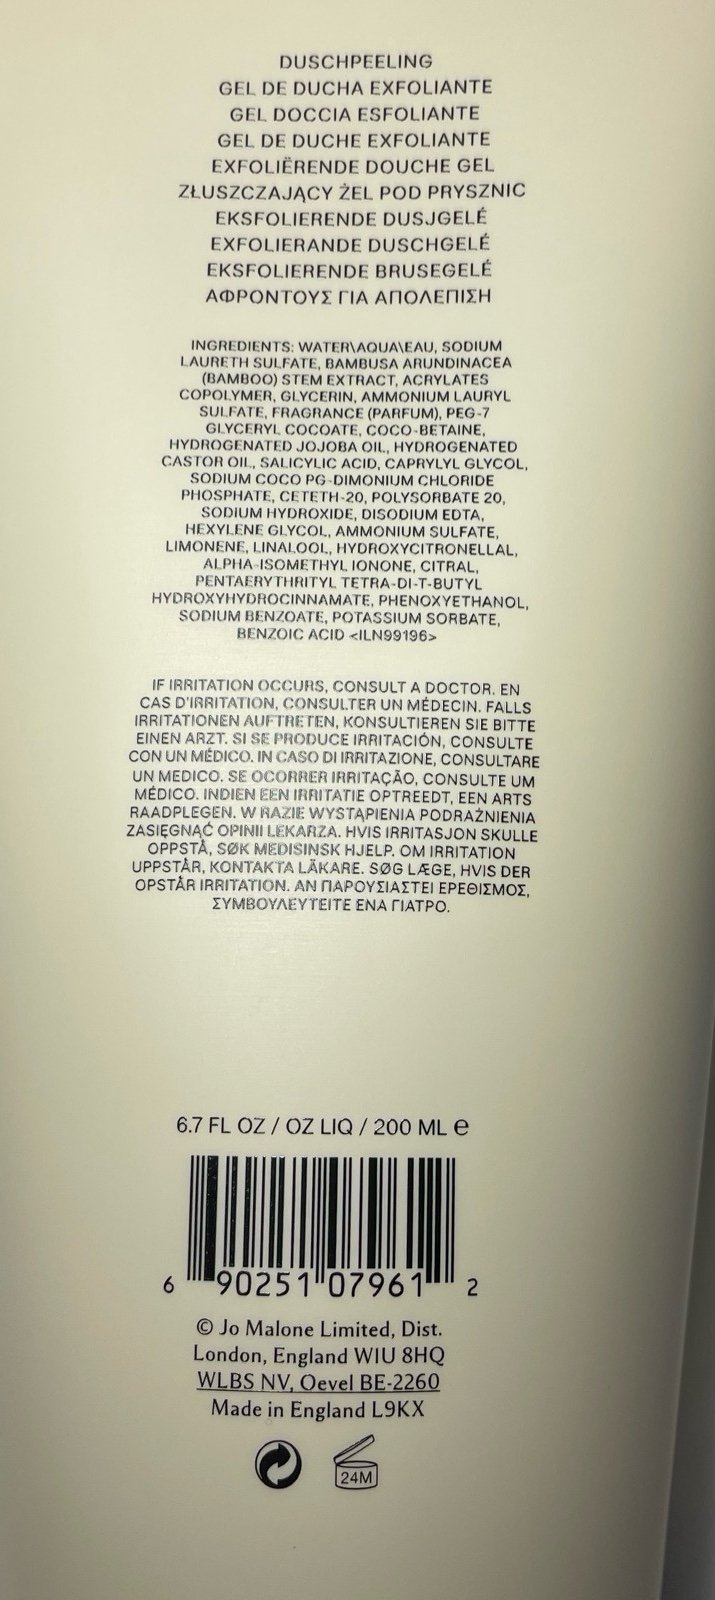 DUSCHPEELING
GEL DE DUCHA EXFOLIANTE
GEL DOCCIA ESFOLIANTE
GEL DE DUCHE EXFOLIANTE
EXFOLIËRENDE DOUCHE GEL
ZŁUSZCZAJĄCY ŻEL POD PRYSZNIC
EKSFOLIERENDE DUSJGELÉ
EXFOLIERANDE DUSCHGELÉ
EKSFOLIERENDE BRUSEGELÉ
ΑΦΡΟΝΤΟΥΣ ΓΙΑ ΑΠΟΛΕΠΙΣΗ
INGREDIENTS: WATER\AQUA\EAU, SODIUM
LAURETH SULFATE, BAMBUSA ARUNDINACEA
(BAMBOO) STEM EXTRACT, ACRYLATES
COPOLYMER, GLYCERIN, AMMONIUM LAURYL
SULFATE, FRAGRANCE (PARFUM), PEG-7
GLYCERYL COCOATE, COCO-BETAINE,
HYDROGENATED JOJOBA OIL, HYDROGENATED
CASTOR OIL, SALICYLIC ACID, CAPRYLYL GLYCOL,
SODIUM COCO PG-DIMONIUM CHLORIDE
PHOSPHATE, CETETH-20, POLYSORBATE 20,
SODIUM HYDROXIDE, DISODIUM EDTA,
HEXYLENE GLYCOL, AMMONIUM SULFATE,
LIMONENE, LINALOOL, HYDROXYCITRONELLAL,
ALPHA-ISOMETHYL IONONE, CITRAL,
PENTAERYTHRITYL TETRA-DI-T-BUTYL
HYDROXYHYDROCINNAMATE, PHENOXYETHANOL,
SODIUM BENZOATE, POTASSIUM SORBATE,
BENZOIC ACID <ILN99196>
IF IRRITATION OCCURS, CONSULT A DOCTOR. EN
CAS D'IRRITATION, CONSULTER UN MÉDECIN. FALLS
IRRITATIONEN AUFTRETEN, KONSULTIEREN SIE BITTE
EINEN ARZT. SI SE PRODUCE IRRITACIÓN, CONSULTE
CON UN MÉDICO. IN CASO DI IRRITAZIONE, CONSULTARE
UN MEDICO. SE OCORRER IRRITAÇÃO, CONSULTE UM
MÉDICO. INDIEN EEN IRRITATIE OPTREEDT, EEN ARTS
RAADPLEGEN. W RAZIE WYSTĄPIENIA PODRAŻNIENIA
ZASIĘGNĄĆ OPINII LEKARZA. HVIS IRRITASJON SKULLE
OPPSTÅ, SØK MEDISINSK HJELP. OM IRRITATION
UPPSTÅR, KONTAKTA LÄKARE. SØG LÆGE, HVIS DER
OPSTÅR IRRITATION. ΑΝ ΠΑΡΟΥΣΙΑΣΤΕΙ ΕΡΕΘΙΣΜΟΣ,
ΣΥΜΒΟΥΛΕΥΤΕΙΤΕ ΕΝΑ ΓΙΑΤΡΟ.
6.7 FL OZ / OZ LIQ / 200 ML e
6 90251 07961 2
© Jo Malone Limited, Dist.
London, England W1U 8HQ
WLBS NV, Oevel BE-2260
Made in England L9KX
24M